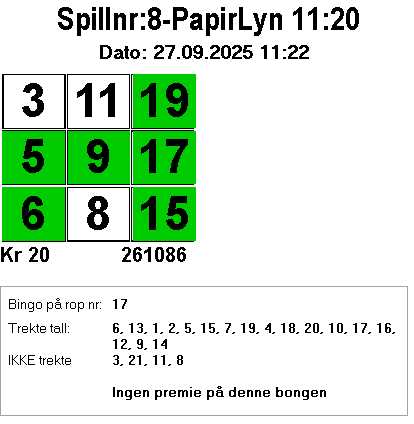 Spillnr:8-PapirLyn 11:20
Dato: 27.09.2025 11:22
3 11 19
5 9 17
6 8 15
Kr 20 261086
Bingo på rop nr: 17
Trekte tall: 6, 13, 1, 2, 5, 15, 7, 19, 4, 18, 20, 10, 17, 16,
12, 9, 14
IKKE trekte 3, 21, 11, 8
Ingen premie på denne bongen